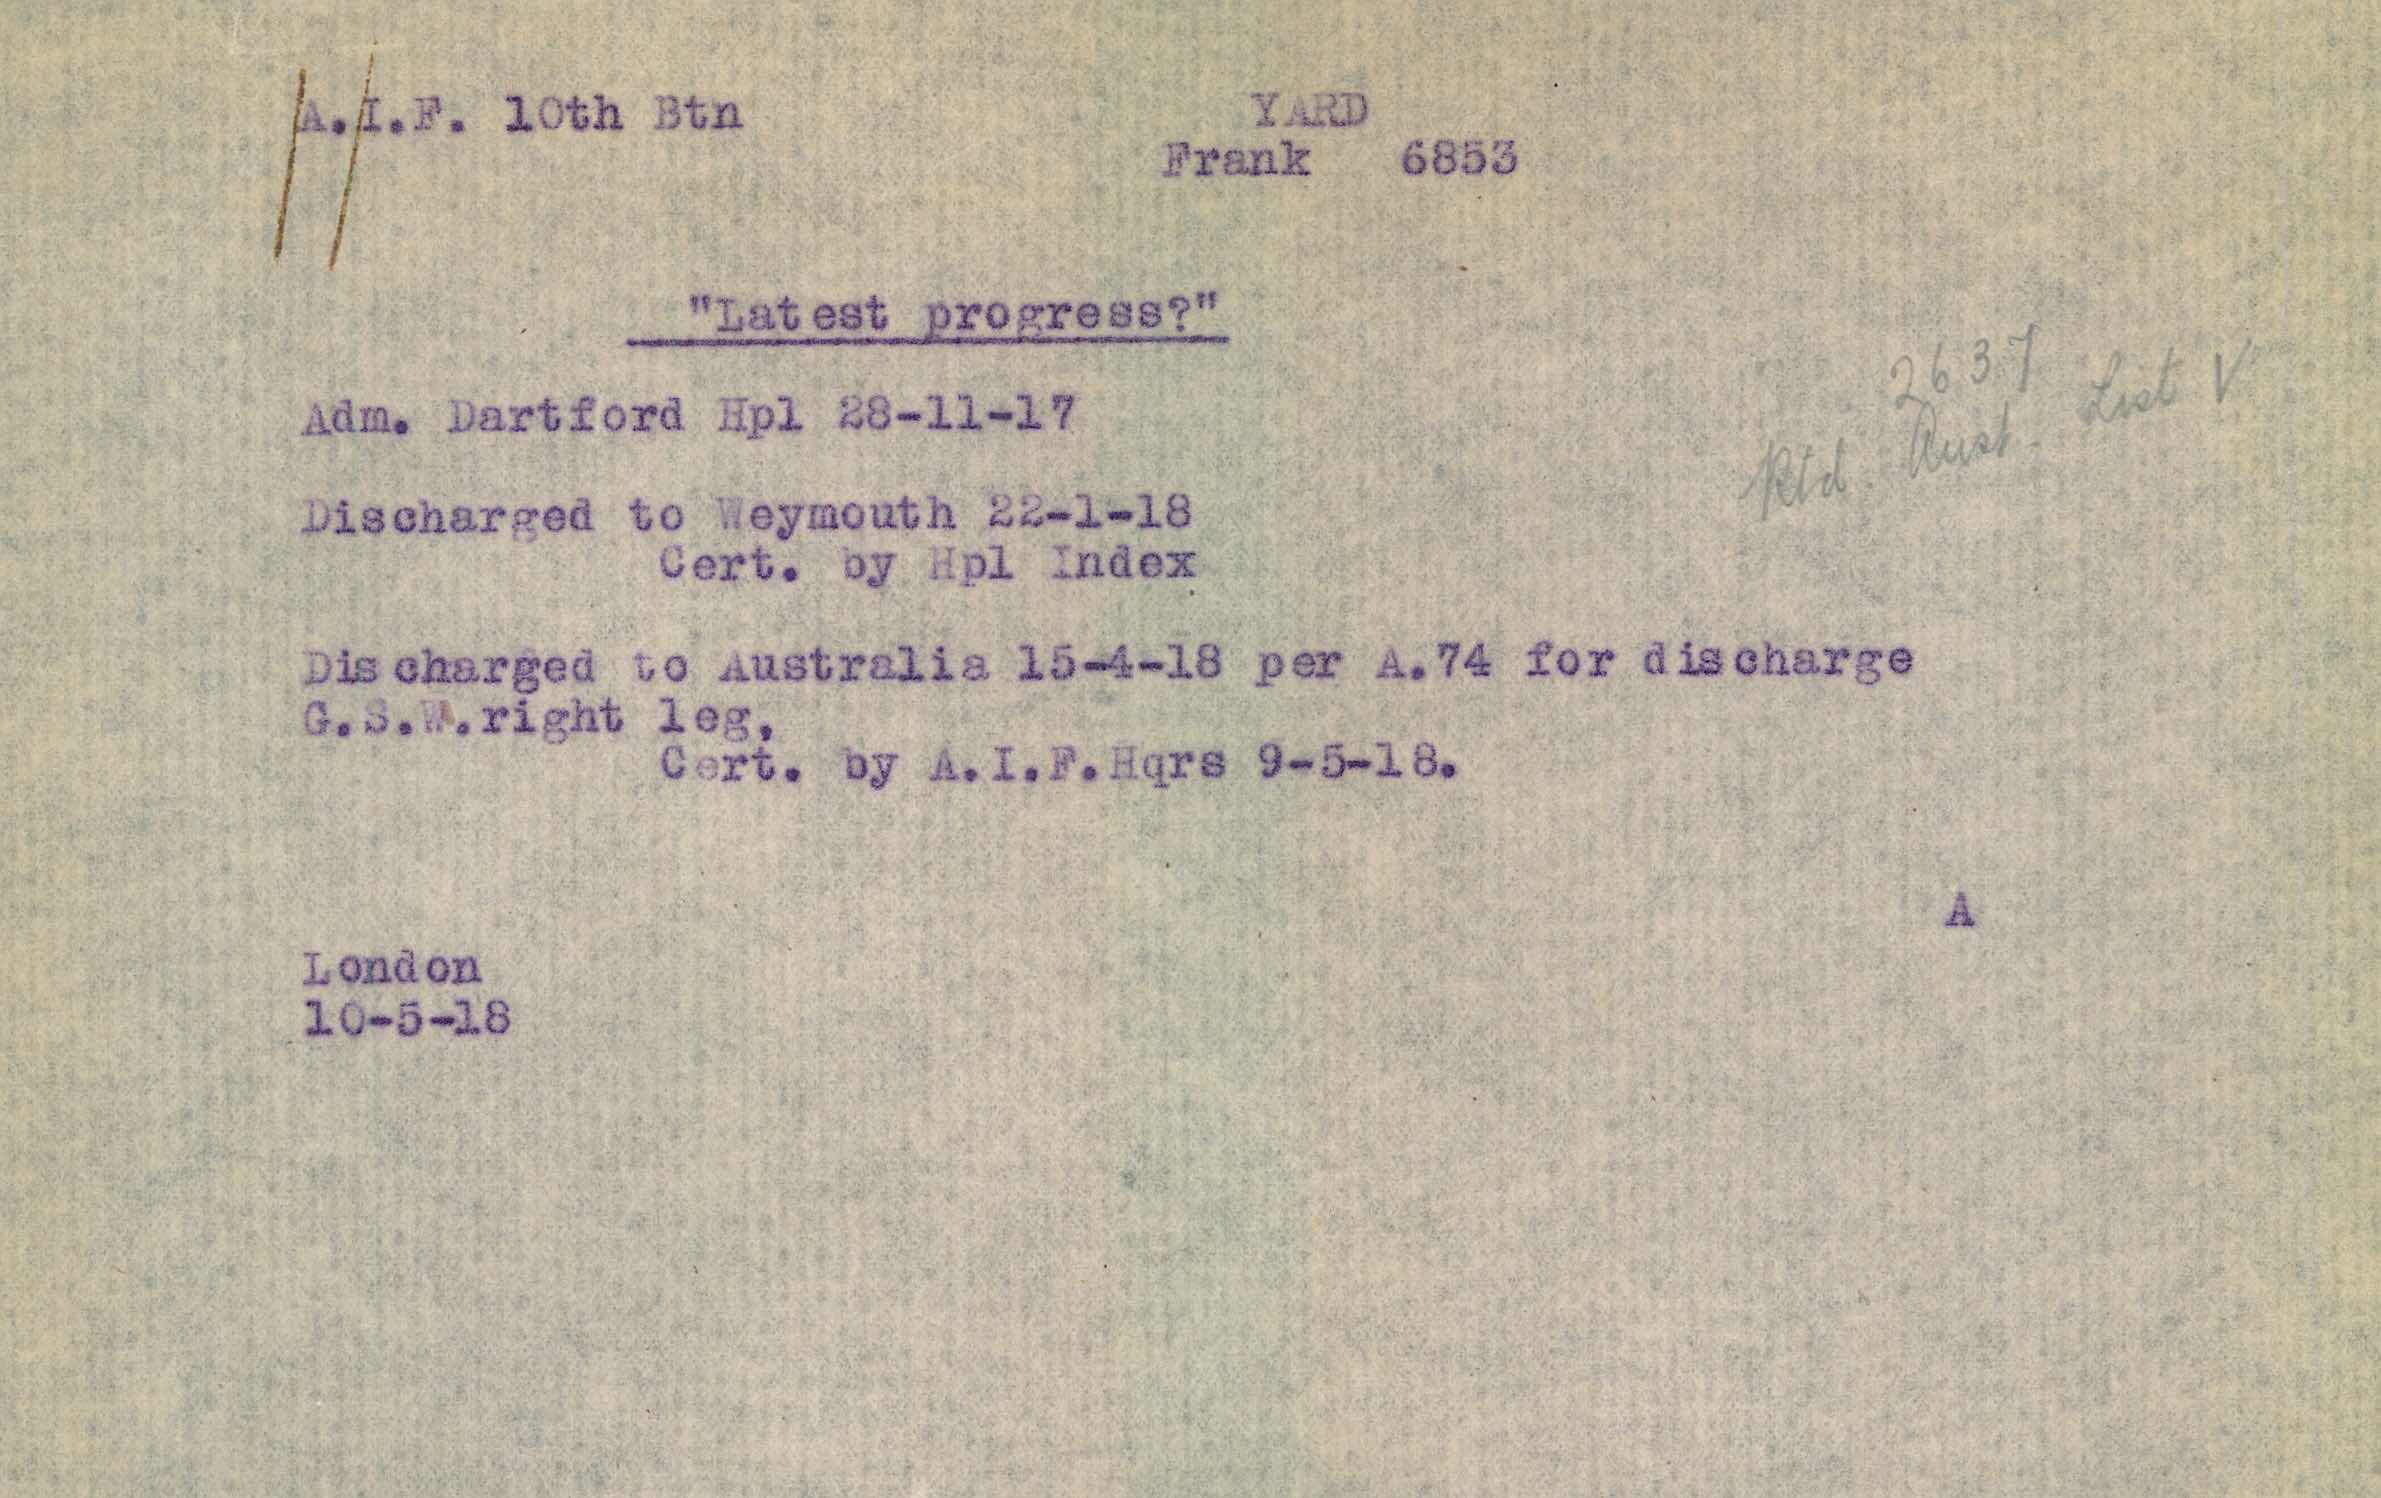 A.I.F. 10th Btn YARD
Frank 6853
"Latest progress?"
2637
Rtd. Aust. List V
Adm. Dartford Hpl 28-11-17
Discharged to Weymouth 22-1-18
Cert. by Hpl Index
Discharged to Australia 15-4-18 per A.74 for discharge
G.S.W.right leg,
Cert. by A.I.F.Hqrs 9-5-18.
A
London
10-5-18